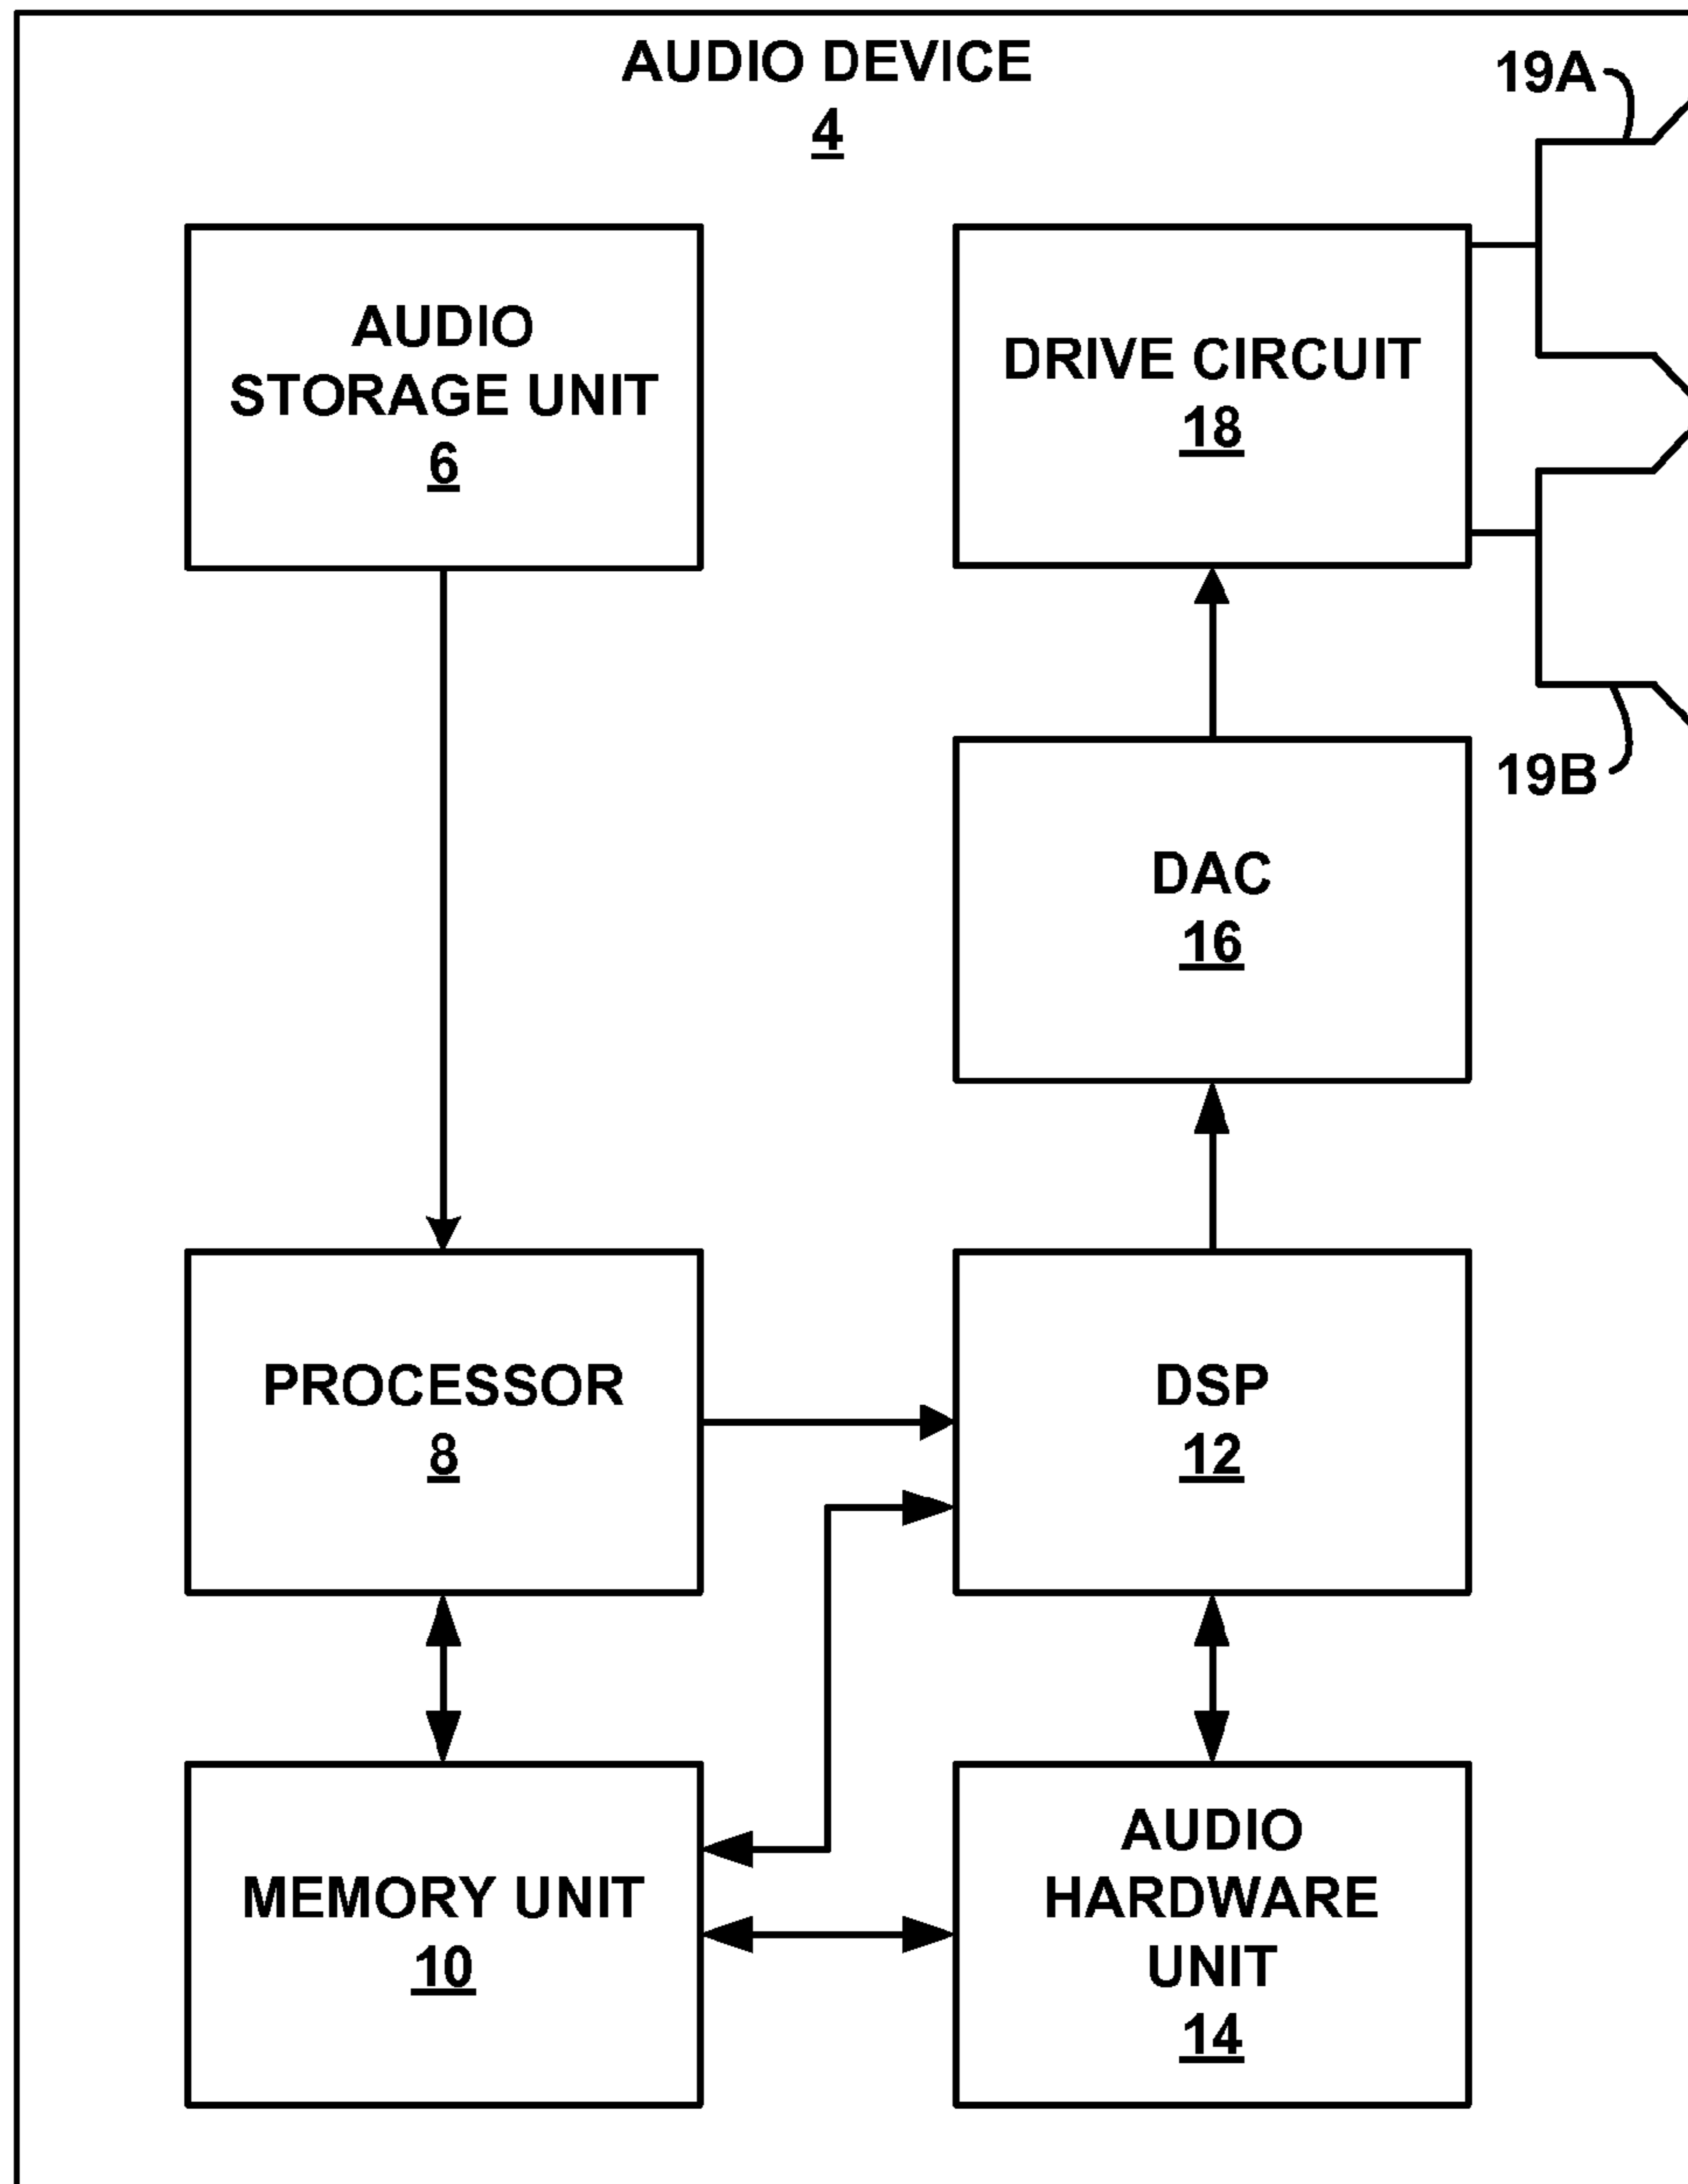 AUDIO DEVICE
4
19A
AUDIO
STORAGE UNIT
6
DRIVE CIRCUIT
18
19B
DAC
16
PROCESSOR
8
DSP
12
MEMORY UNIT
10
AUDIO
HARDWARE
UNIT
14